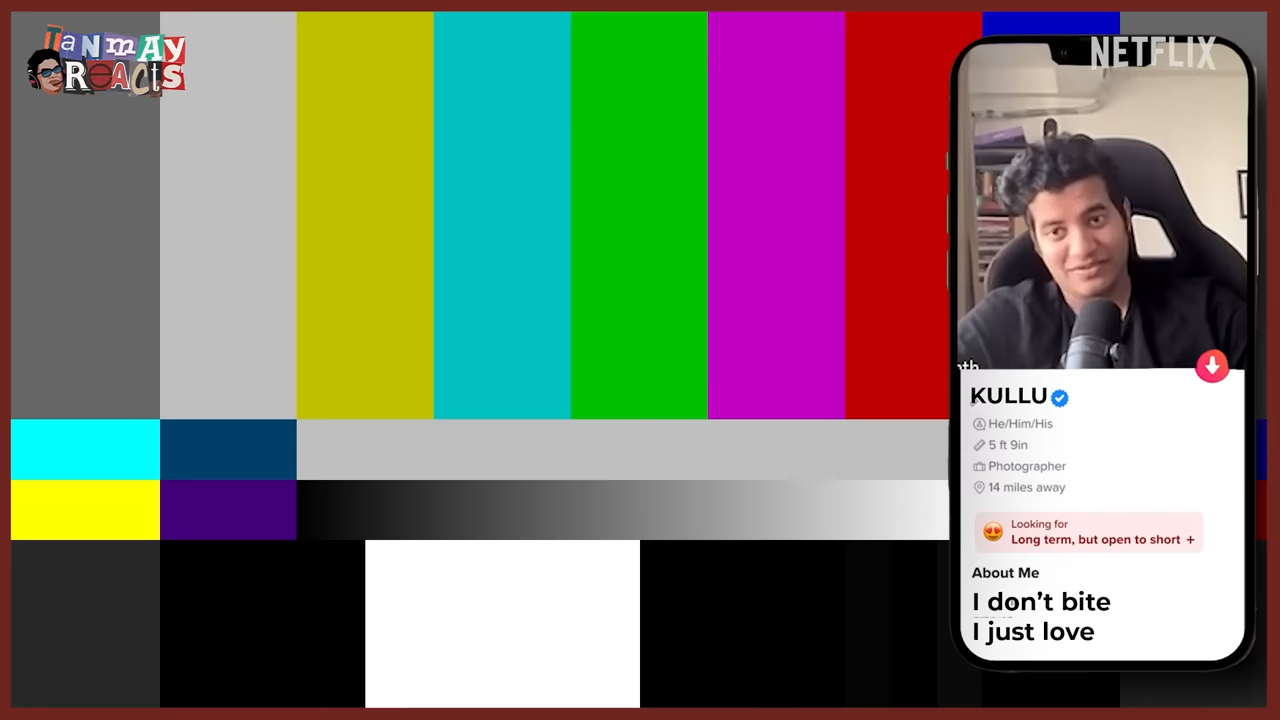 TANMAY
REACTS
NETFLIX
KULLU
He/Him/His
5 ft 9in
Photographer
14 miles away
Looking for
Long term, but open to short +
About Me
I don’t bite
I just love